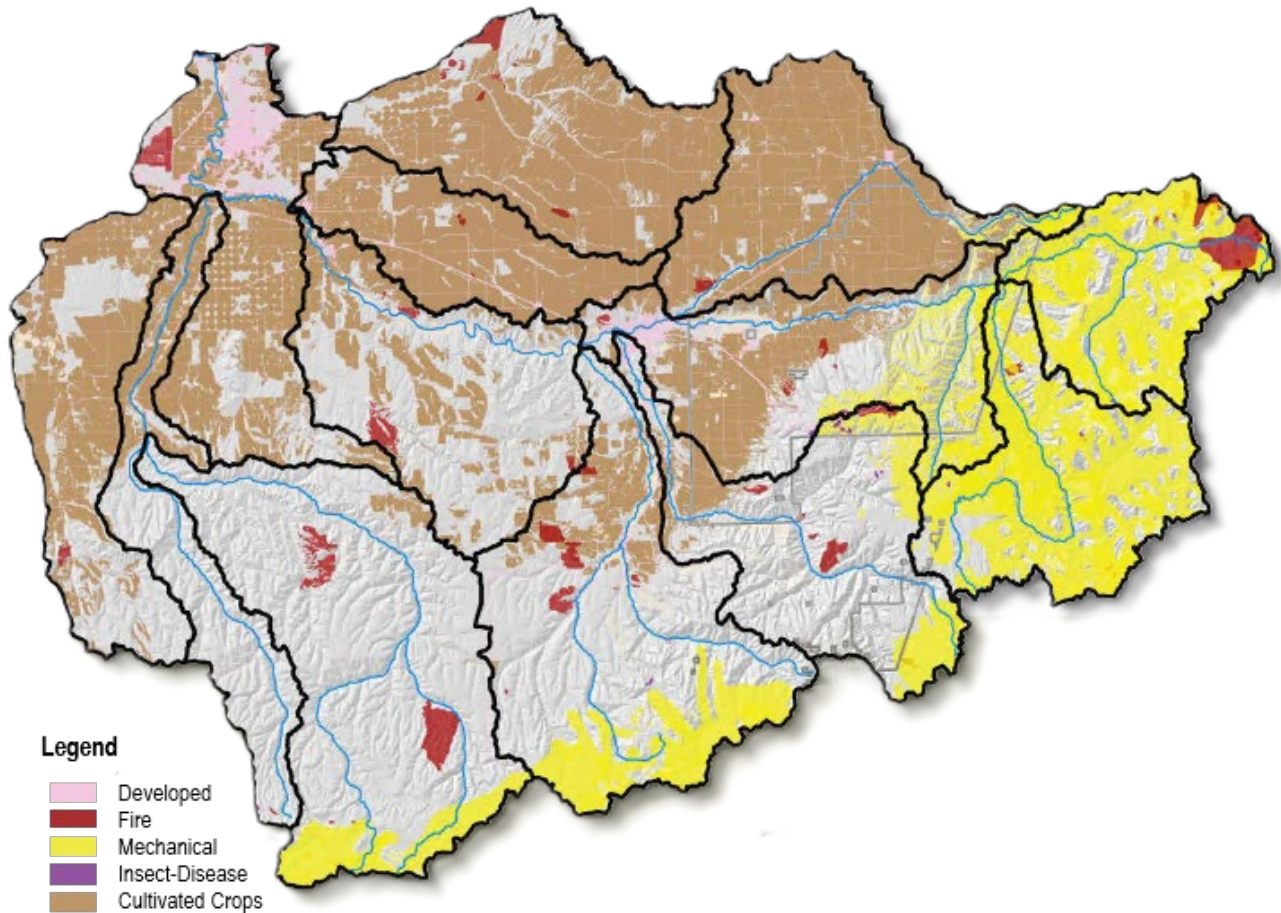 Legend
Developed
Fire
Mechanical
Insect-Disease
Cultivated Crops